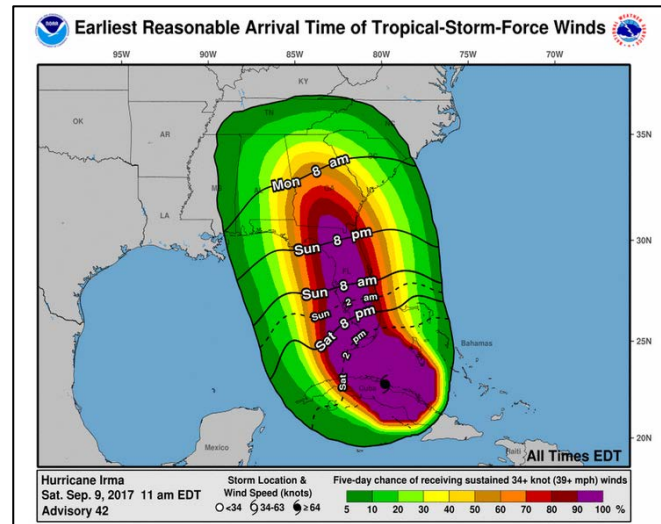 Earliest Reasonable Arrival Time of Tropical-Storm-Force Winds
95W 90W 85W 80W 75W 70W
KY
OK
TN
AR
35N
Mon 8 am
MS
AL
GA
LA
Sun 8 pm
30N
FL
Sun 8 am
Sun 2 am
Sat 8 pm
25N
Bahamas
Sat 2 pm
Cuba
Mexico
Haiti
20N
All Times EDT
Hurricane Irma
Sat. Sep. 9, 2017 11 am EDT
Advisory 42
Storm Location &
Wind Speed (knots)
<34 34-63 ≥64
Five-day chance of receiving sustained 34+ knot (39+ mph) winds
5 10 20 30 40 50 60 70 80 90 100 %